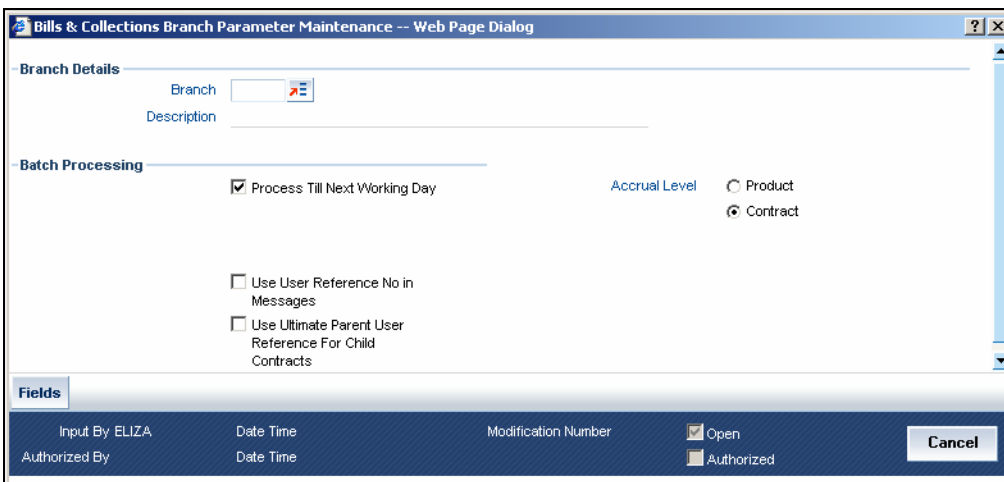 Bills & Collections Branch Parameter Maintenance -- Web Page Dialog
Branch Details
Branch
Description
Batch Processing
Process Till Next Working Day
Accrual Level
Product
Contract
Use User Reference No in
Messages
Use Ultimate Parent User
Reference For Child
Contracts
Fields
Input By ELIZA Date Time Modification Number Open
Cancel
Authorized By Date Time Authorized